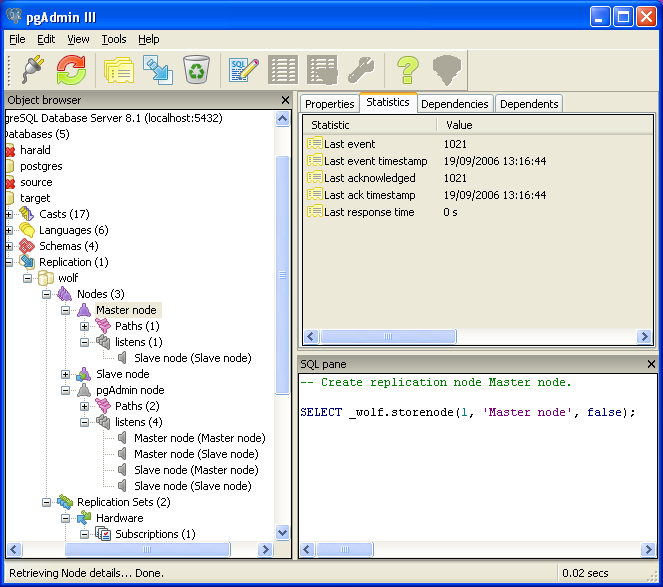 pgAdmin III
File Edit View Tools Help
SQL
Object browser
greSQL Database Server 8.1 (localhost:5432)
Databases (5)
harald
postgres
source
target
Casts (17)
Languages (6)
Schemas (4)
Replication (1)
wolf
Nodes (3)
Master node
Paths (1)
listens (1)
Slave node (Slave node)
Slave node
pgAdmin node
Paths (2)
listens (4)
Master node (Master node)
Master node (Slave node)
Slave node (Master node)
Slave node (Slave node)
Replication Sets (2)
Hardware
Subscriptions (1)
Properties Statistics Dependencies Dependents
Statistic Value
Last event 1021
Last event timestamp 19/09/2006 13:16:44
Last acknowledged 1021
Last ack timestamp 19/09/2006 13:16:44
Last response time 0 s
SQL pane
-- Create replication node Master node.
SELECT _wolf.storenode(1, 'Master node', false);
Retrieving Node details... Done. 0.02 secs